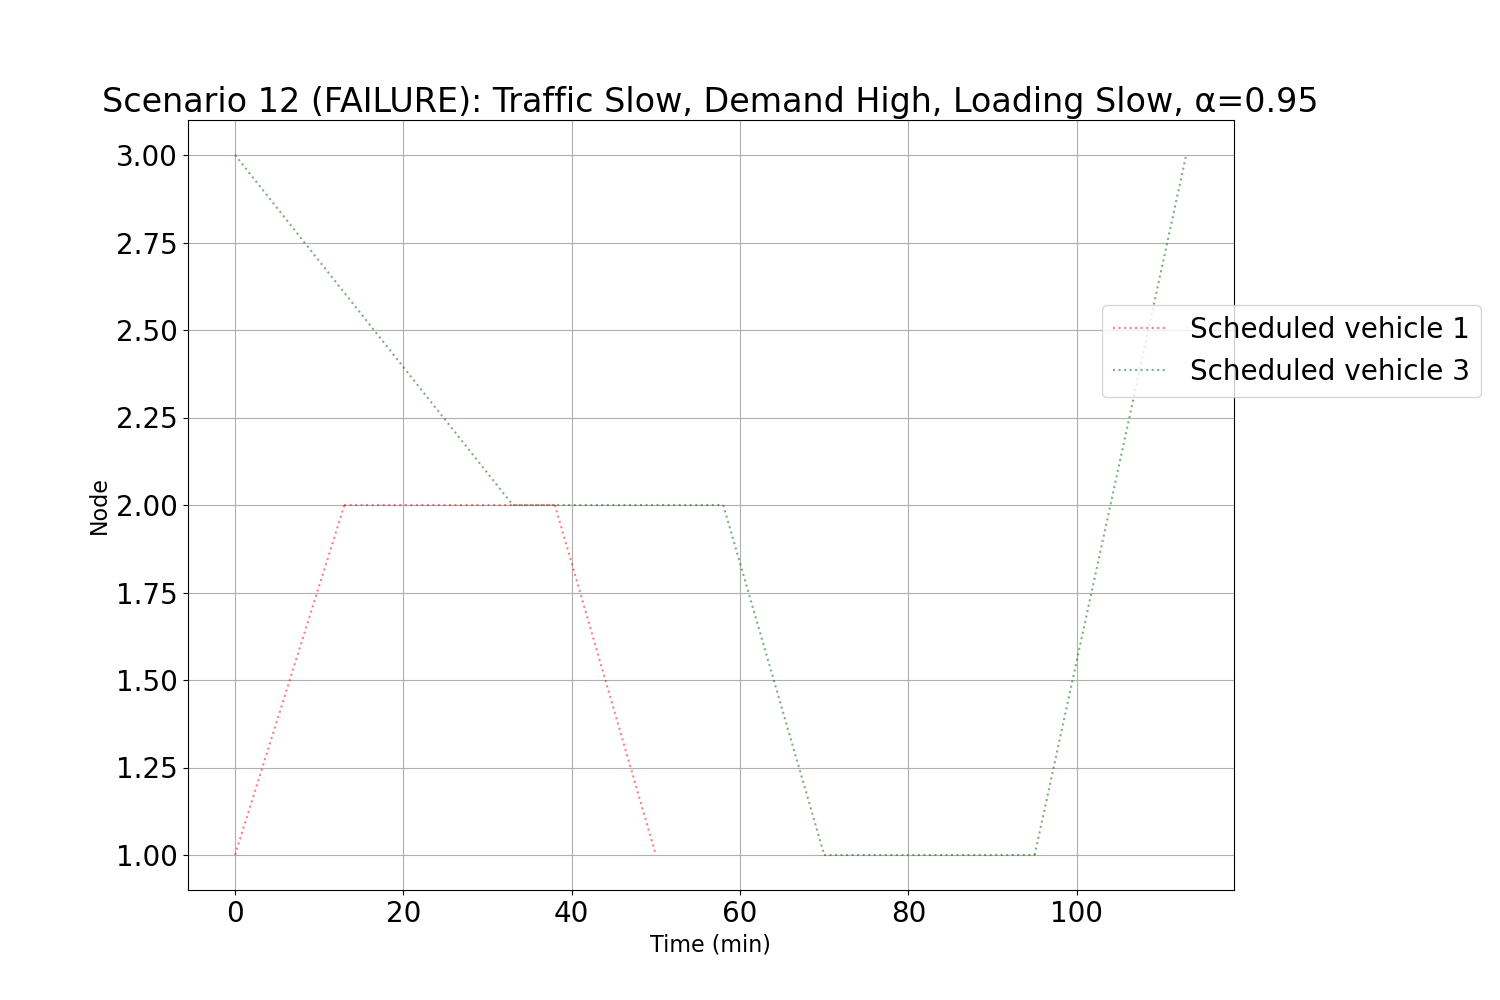 Scenario 12 (FAILURE): Traffic Slow, Demand High, Loading Slow, α=0.95
3.00
2.75
2.50
2.25
2.00
1.75
1.50
1.25
1.00
Node
Scheduled vehicle 1
Scheduled vehicle 3
0 20 40 60 80 100
Time (min)